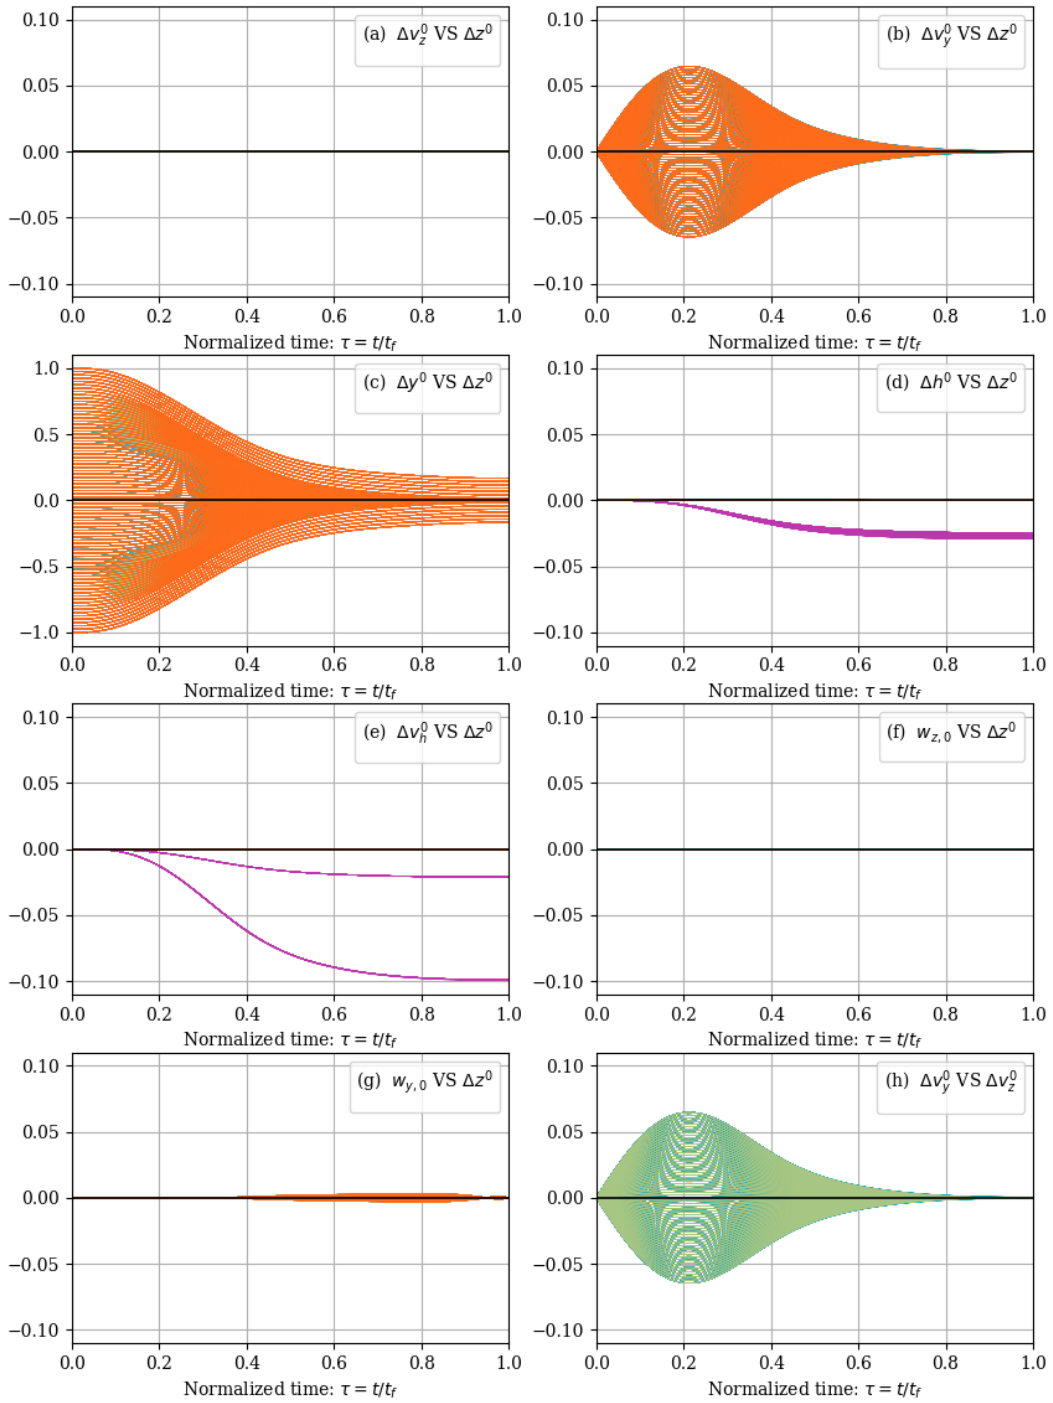 0.10
0.05
0.00
−0.05
−0.10
0.0 0.2 0.4 0.6 0.8 1.0
Normalized time: τ = t/t_f
(a) Δv_z^0 VS Δz^0
0.10
0.05
0.00
−0.05
−0.10
0.0 0.2 0.4 0.6 0.8 1.0
Normalized time: τ = t/t_f
(b) Δv_y^0 VS Δz^0
1.0
0.5
0.0
−0.5
−1.0
0.0 0.2 0.4 0.6 0.8 1.0
Normalized time: τ = t/t_f
(c) Δy^0 VS Δz^0
0.10
0.05
0.00
−0.05
−0.10
0.0 0.2 0.4 0.6 0.8 1.0
Normalized time: τ = t/t_f
(d) Δh^0 VS Δz^0
0.10
0.05
0.00
−0.05
−0.10
0.0 0.2 0.4 0.6 0.8 1.0
Normalized time: τ = t/t_f
(e) Δv_h^0 VS Δz^0
0.10
0.05
0.00
−0.05
−0.10
0.0 0.2 0.4 0.6 0.8 1.0
Normalized time: τ = t/t_f
(f) w_{z,0} VS Δz^0
0.10
0.05
0.00
−0.05
−0.10
0.0 0.2 0.4 0.6 0.8 1.0
Normalized time: τ = t/t_f
(g) w_{y,0} VS Δz^0
0.10
0.05
0.00
−0.05
−0.10
0.0 0.2 0.4 0.6 0.8 1.0
Normalized time: τ = t/t_f
(h) Δv_y^0 VS Δv_z^0